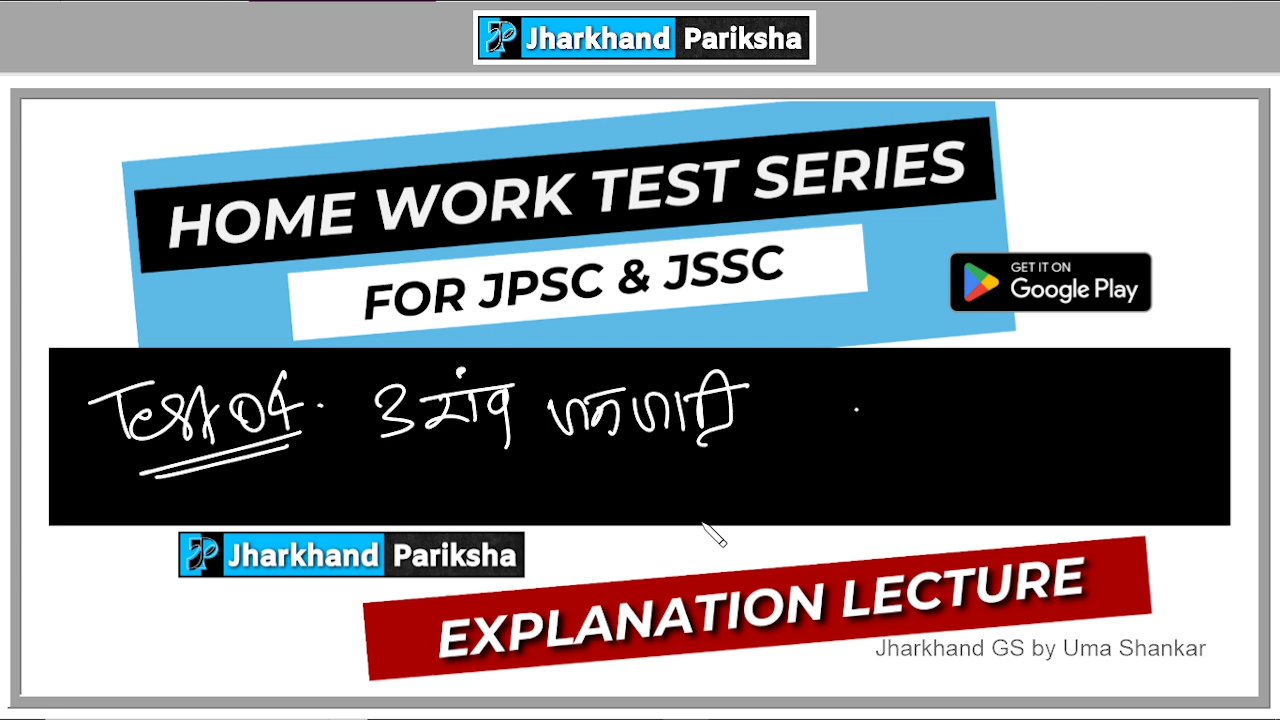 Jharkhand Pariksha
HOME WORK TEST SERIES
FOR JPSC & JSSC
GET IT ON
Google Play
Test 04. उरांव जनजाति
Jharkhand Pariksha
EXPLANATION LECTURE
Jharkhand GS by Uma Shankar